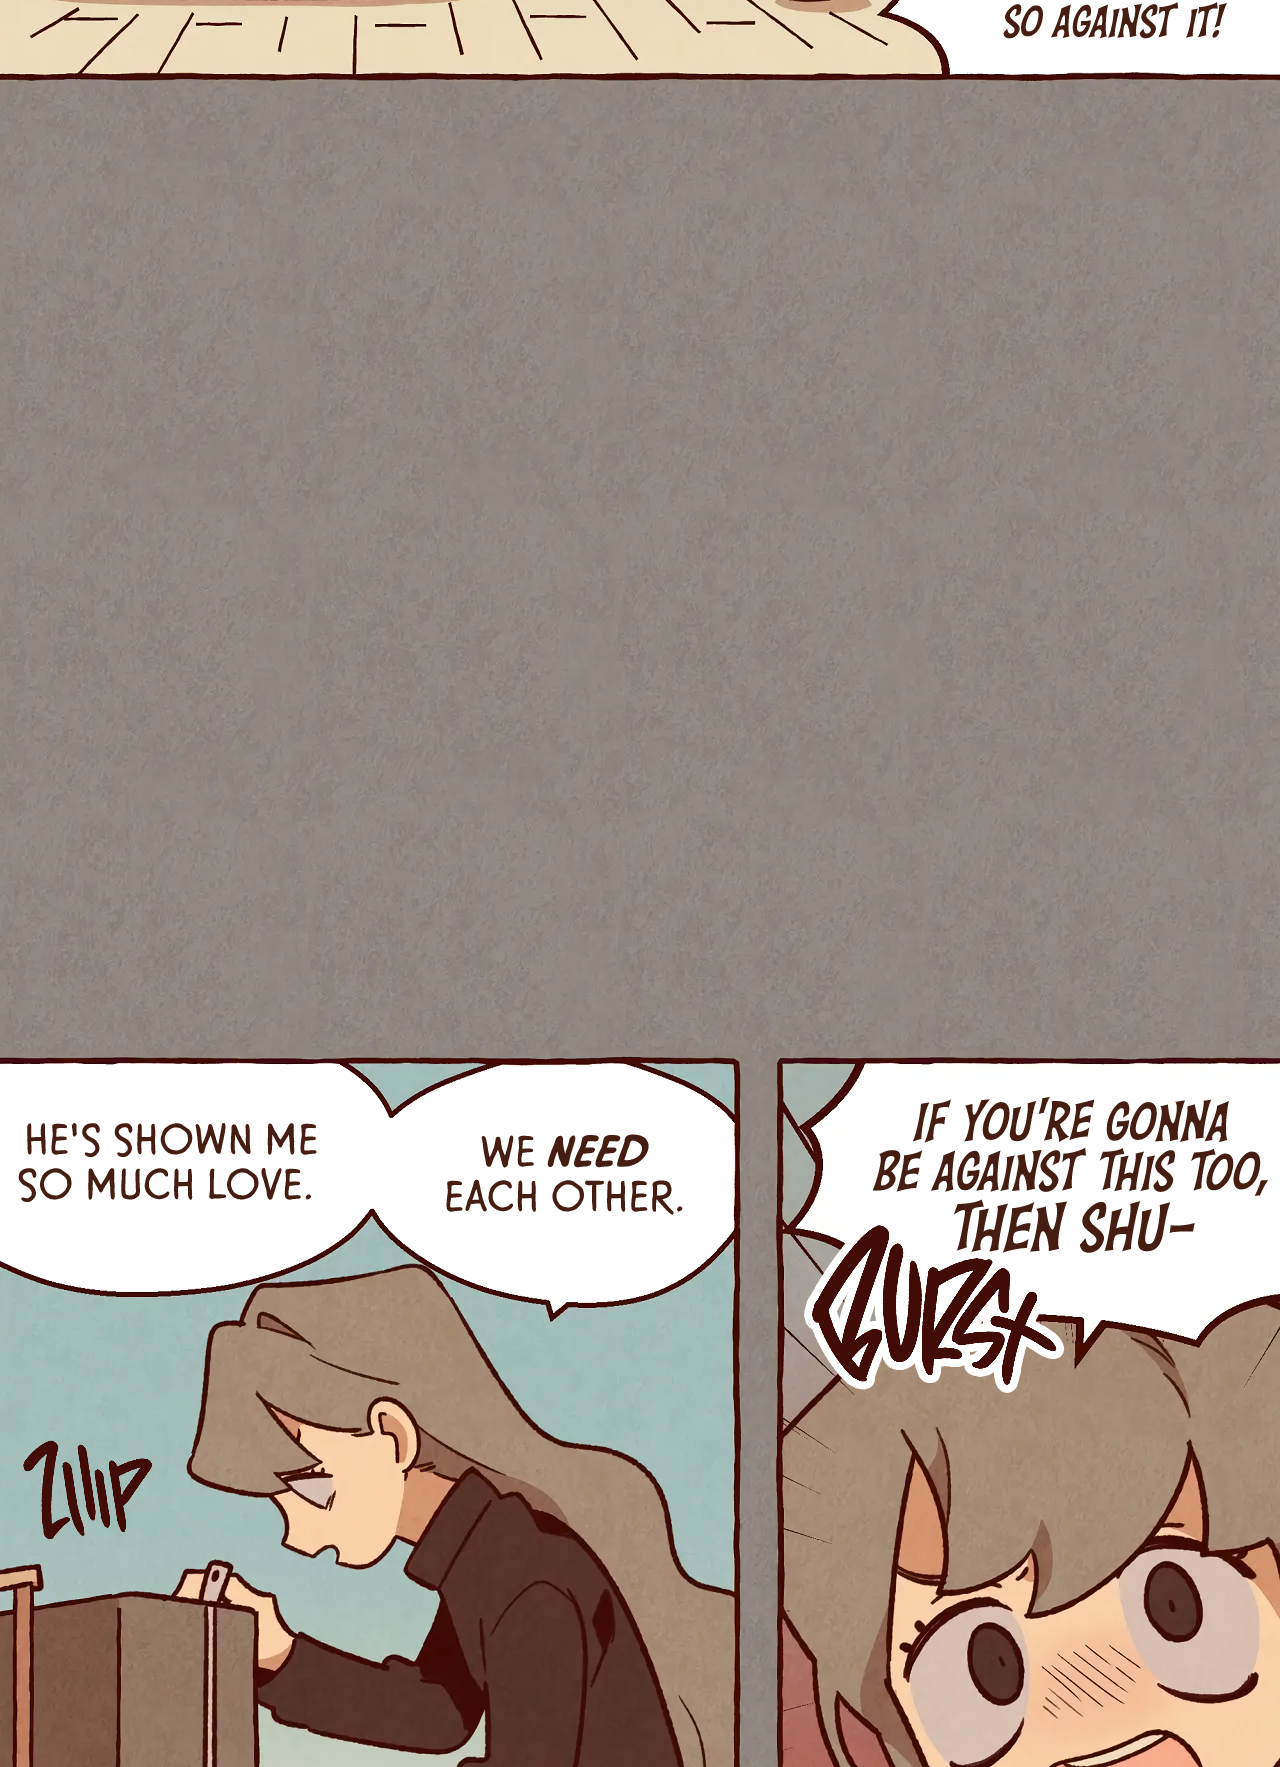 SO AGAINST IT!
HE'S SHOWN ME
SO MUCH LOVE.
WE NEED
EACH OTHER.
ZIIIP
IF YOU'RE GONNA
BE AGAINST THIS TOO,
THEN SHU-
BURST